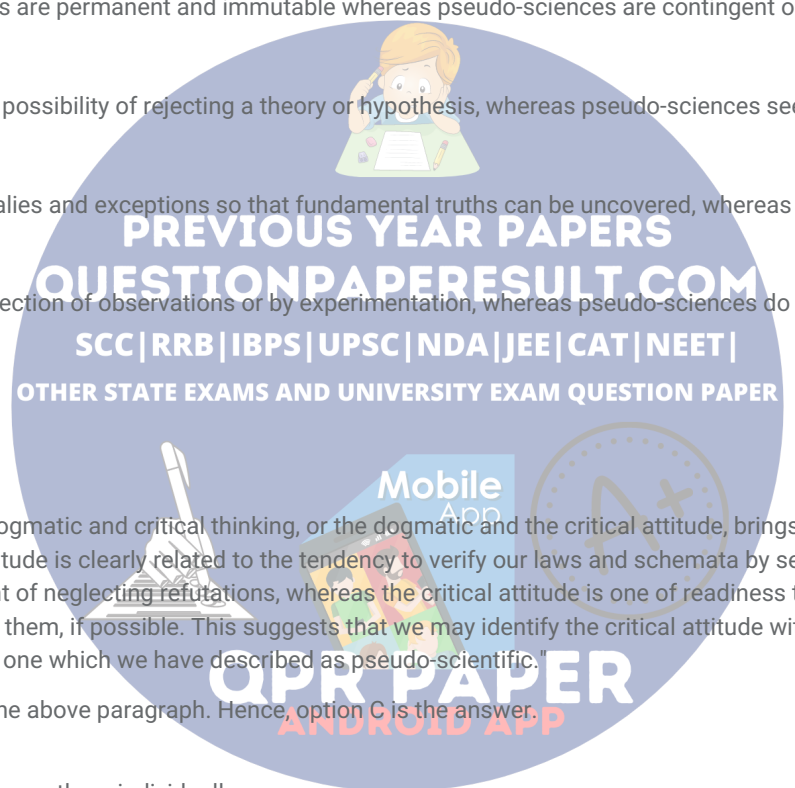 s are permanent and immutable whereas pseudo-sciences are contingent o
possibility of rejecting a theory or hypothesis, whereas pseudo-sciences see
alies and exceptions so that fundamental truths can be uncovered, whereas
PREVIOUS YEAR PAPERS
QUESTIONPAPERESULT.COM
ection of observations or by experimentation, whereas pseudo-sciences do
SCC|RRB|IBPS|UPSC|NDA|JEE|CAT|NEET|
OTHER STATE EXAMS AND UNIVERSITY EXAM QUESTION PAPER
Mobile
App
A+
ogmatic and critical thinking, or the dogmatic and the critical attitude, brings
tude is clearly related to the tendency to verify our laws and schemata by se
t of neglecting refutations, whereas the critical attitude is one of readiness t
them, if possible. This suggests that we may identify the critical attitude wi
one which we have described as pseudo-scientific."
QPR PAPER
ne above paragraph. Hence, option C is the answer.
ANDROID APP